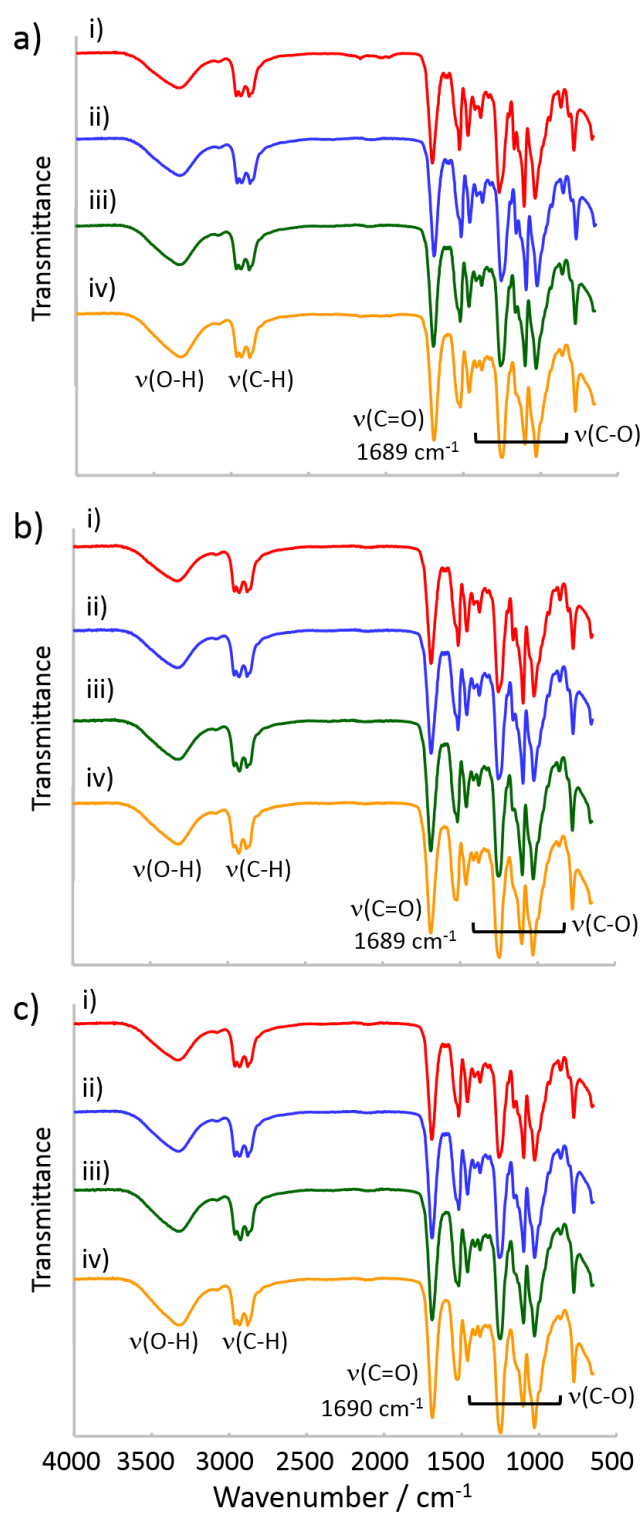 a)
i)
ii)
iii)
iv)
Transmittance
ν(O-H)
ν(C-H)
ν(C=O)
1689 cm⁻¹
ν(C-O)
b)
i)
ii)
iii)
iv)
Transmittance
ν(O-H)
ν(C-H)
ν(C=O)
1689 cm⁻¹
ν(C-O)
c)
i)
ii)
iii)
iv)
Transmittance
ν(O-H)
ν(C-H)
ν(C=O)
1690 cm⁻¹
ν(C-O)
4000 3500 3000 2500 2000 1500 1000 500
Wavenumber / cm⁻¹